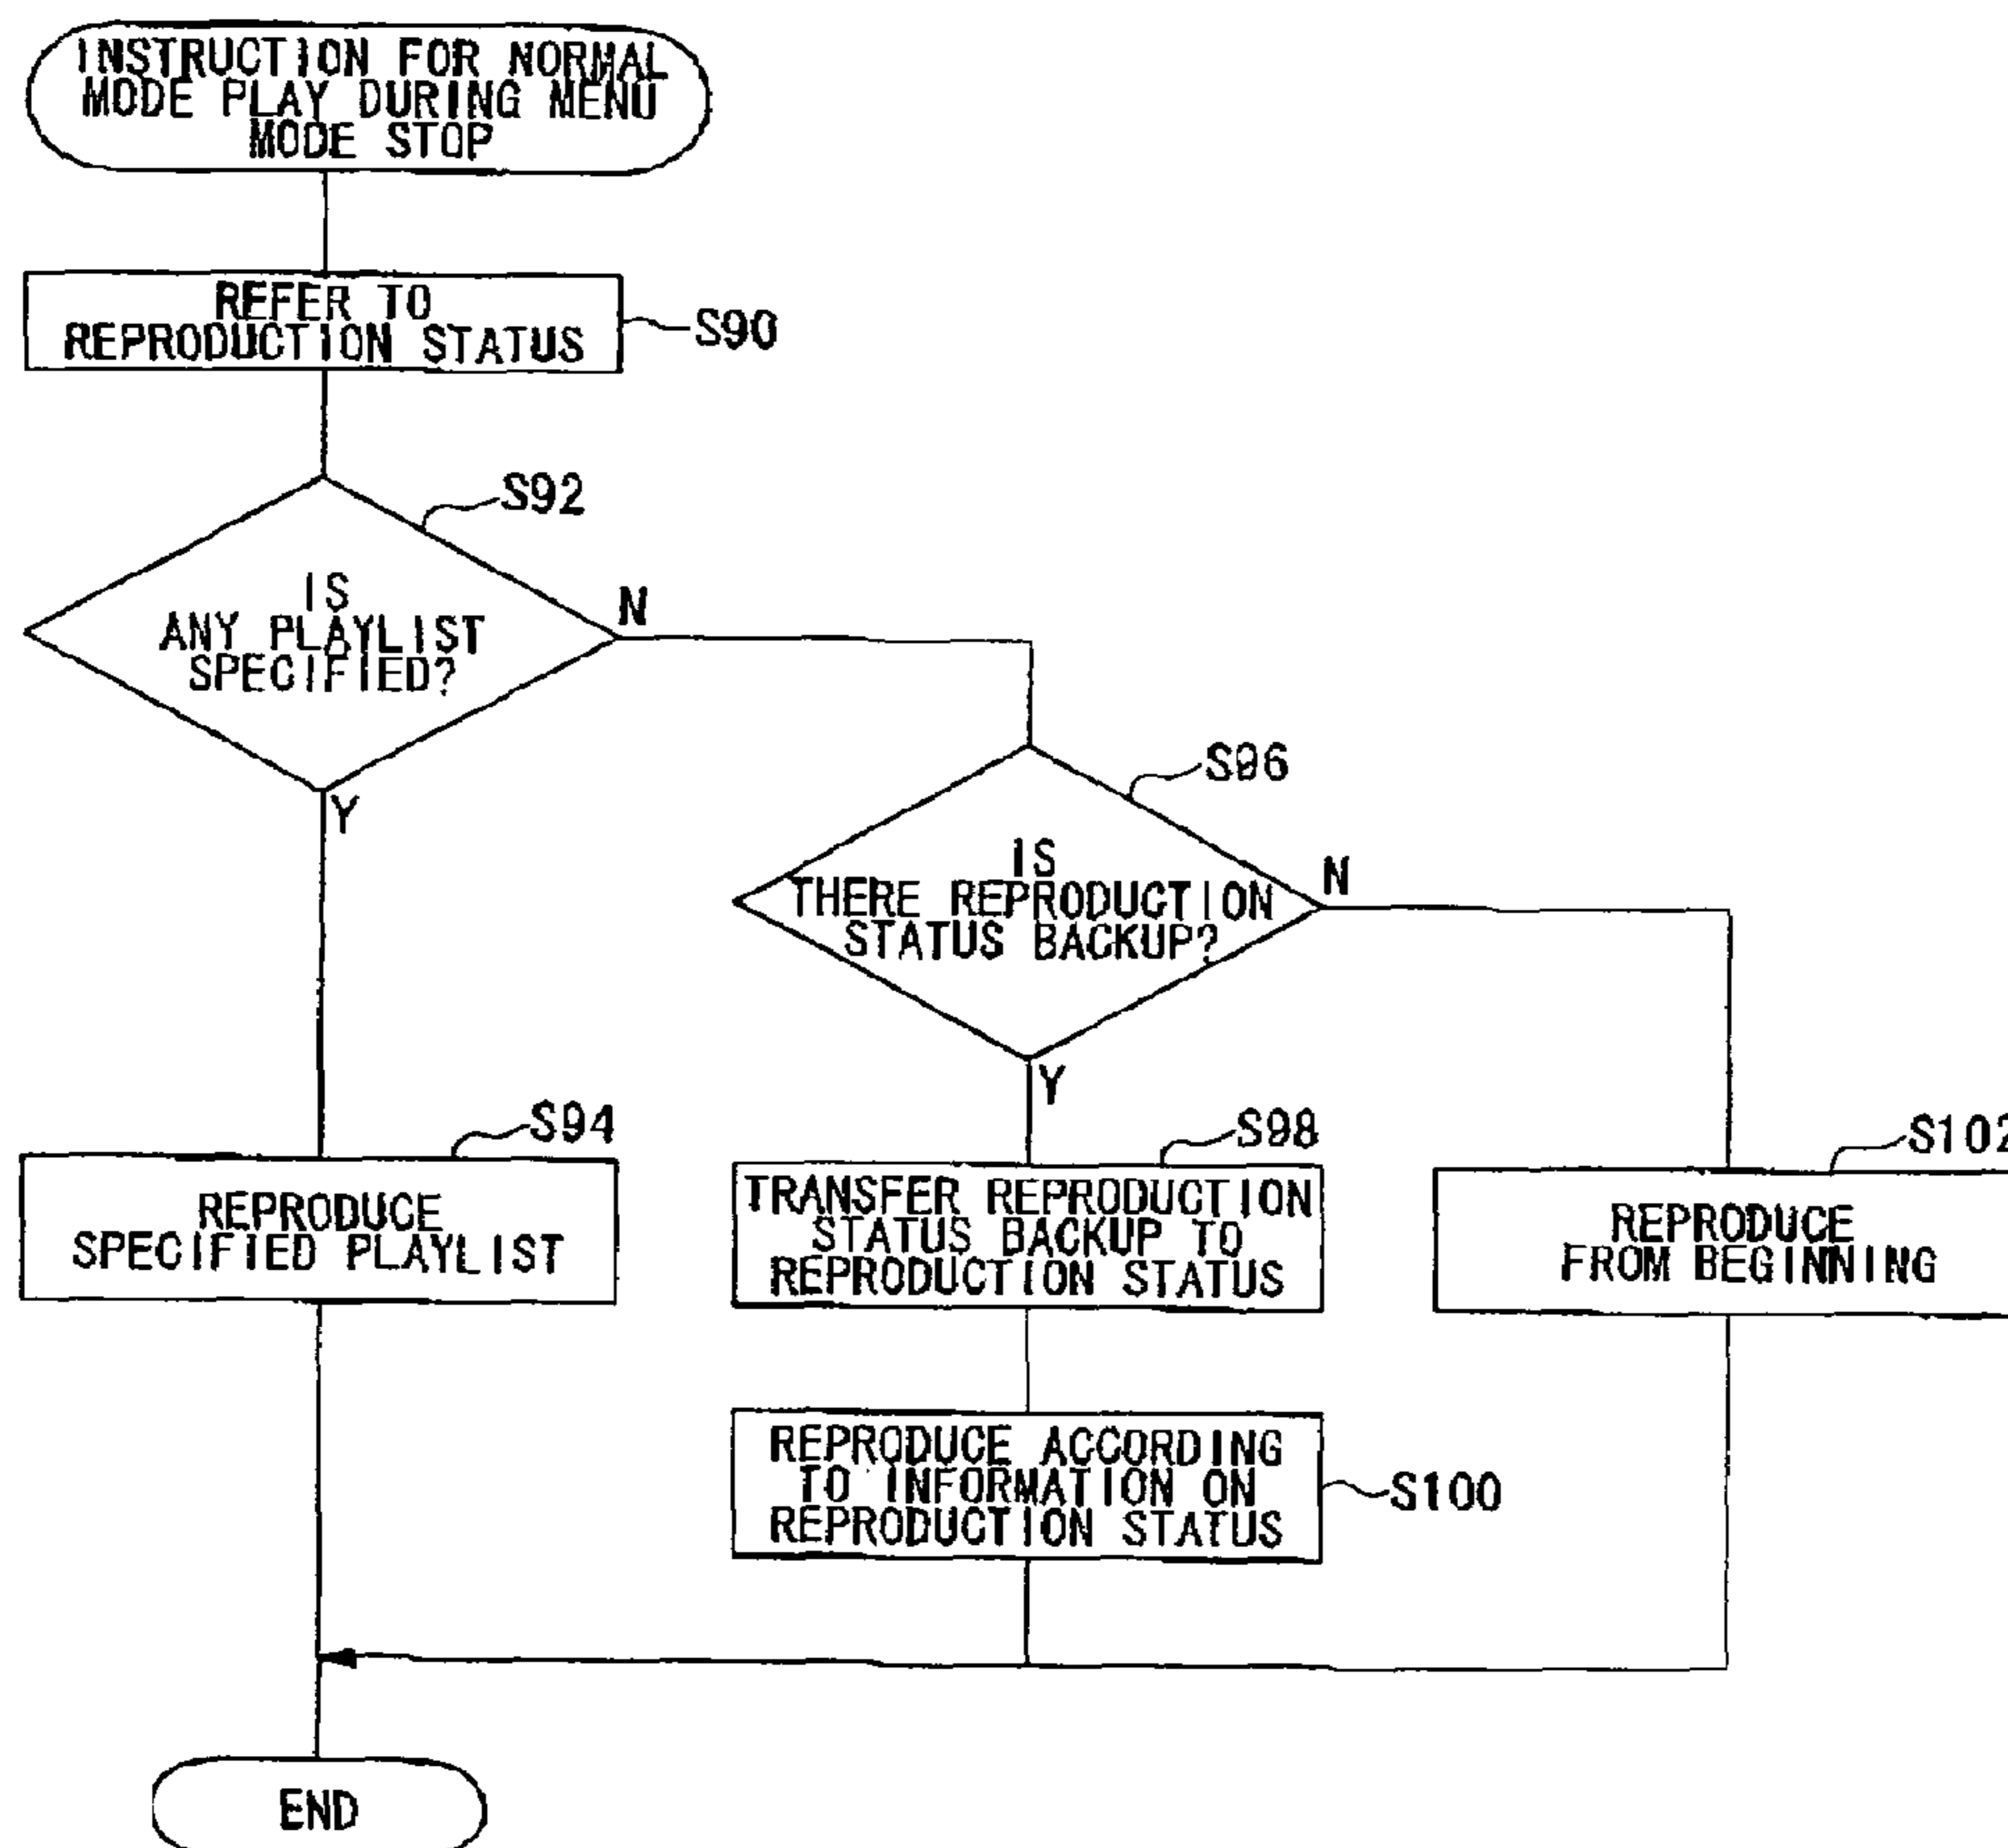 INSTRUCTION FOR NORMAL
MODE PLAY DURING MENU
MODE STOP
REFER TO
REPRODUCTION STATUS
S90
S92
IS
ANY PLAYLIST
SPECIFIED?
N
Y
S96
IS
THERE REPRODUCTION
STATUS BACKUP?
N
Y
S94
REPRODUCE
SPECIFIED PLAYLIST
S98
TRANSFER REPRODUCTION
STATUS BACKUP TO
REPRODUCTION STATUS
S102
REPRODUCE
FROM BEGINNING
REPRODUCE ACCORDING
TO INFORMATION ON
REPRODUCTION STATUS
S100
END